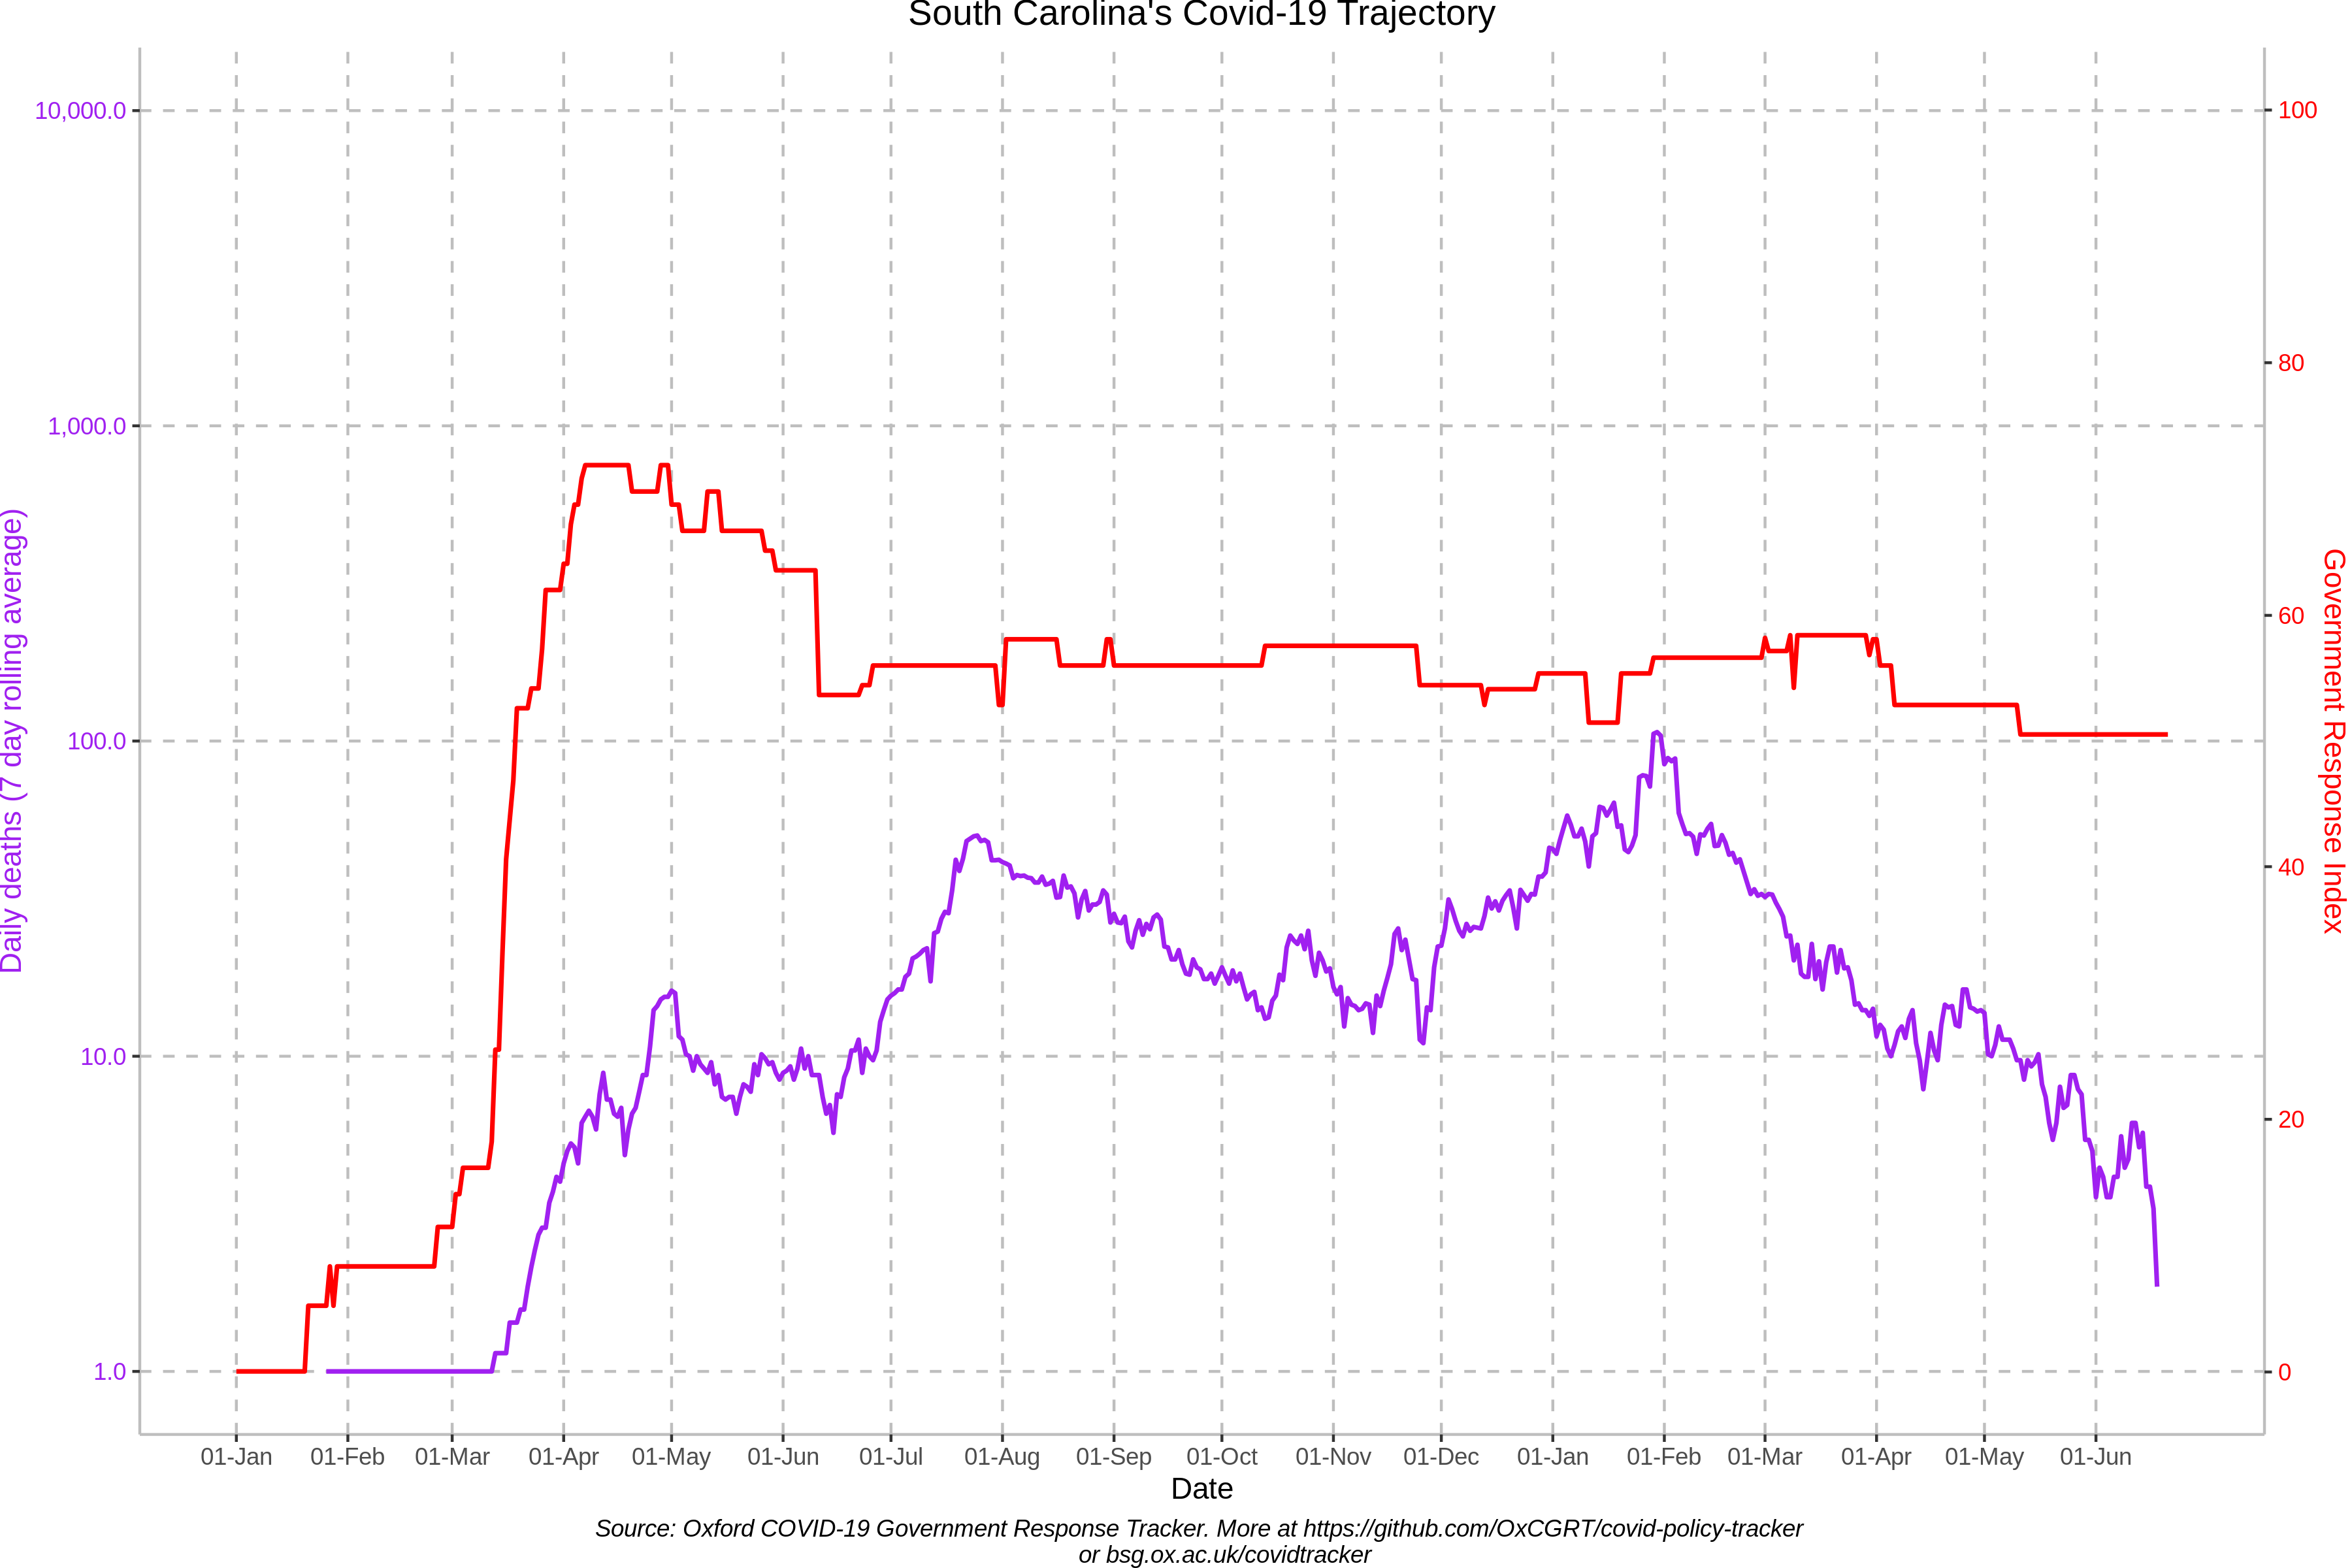 South Carolina's Covid-19 Trajectory
10,000.0
1,000.0
100.0
10.0
1.0
Daily deaths (7 day rolling average)
100
80
60
40
20
0
Government Response Index
01-Jan 01-Feb 01-Mar 01-Apr 01-May 01-Jun 01-Jul 01-Aug 01-Sep 01-Oct 01-Nov 01-Dec 01-Jan 01-Feb 01-Mar 01-Apr 01-May 01-Jun
Date
Source: Oxford COVID-19 Government Response Tracker. More at https://github.com/OxCGRT/covid-policy-tracker
or bsg.ox.ac.uk/covidtracker